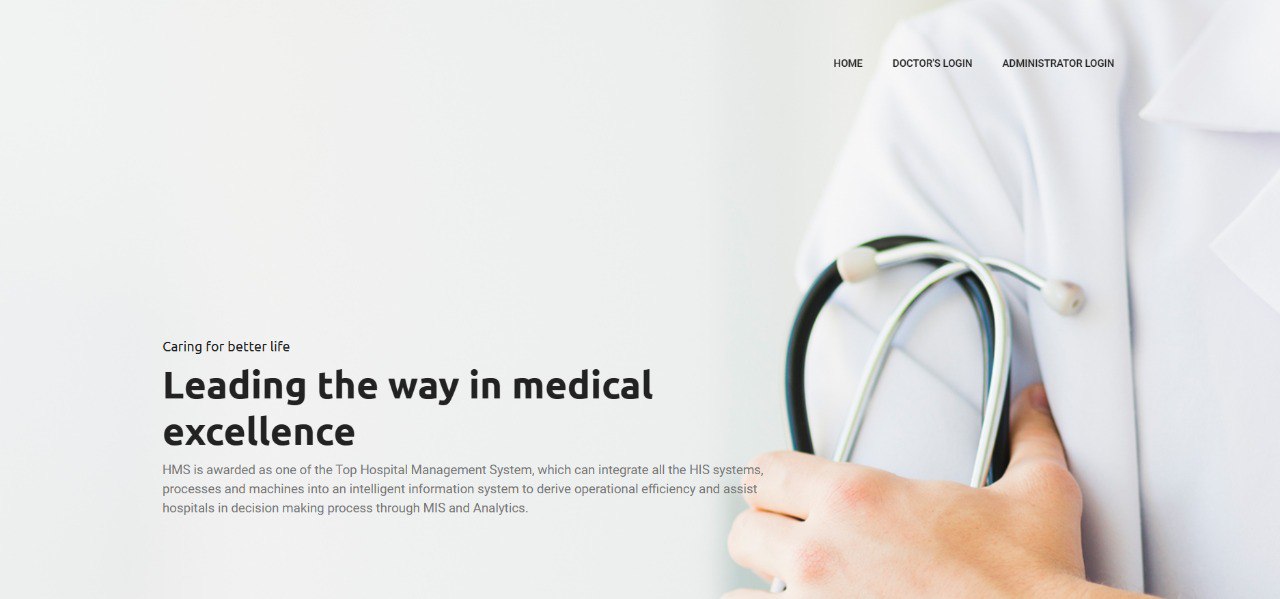 HOME DOCTOR'S LOGIN ADMINISTRATOR LOGIN
Caring for better life
Leading the way in medical
excellence
HMS is awarded as one of the Top Hospital Management System, which can integrate all the HIS systems,
processes and machines into an intelligent information system to derive operational efficiency and assist
hospitals in decision making process through MIS and Analytics.